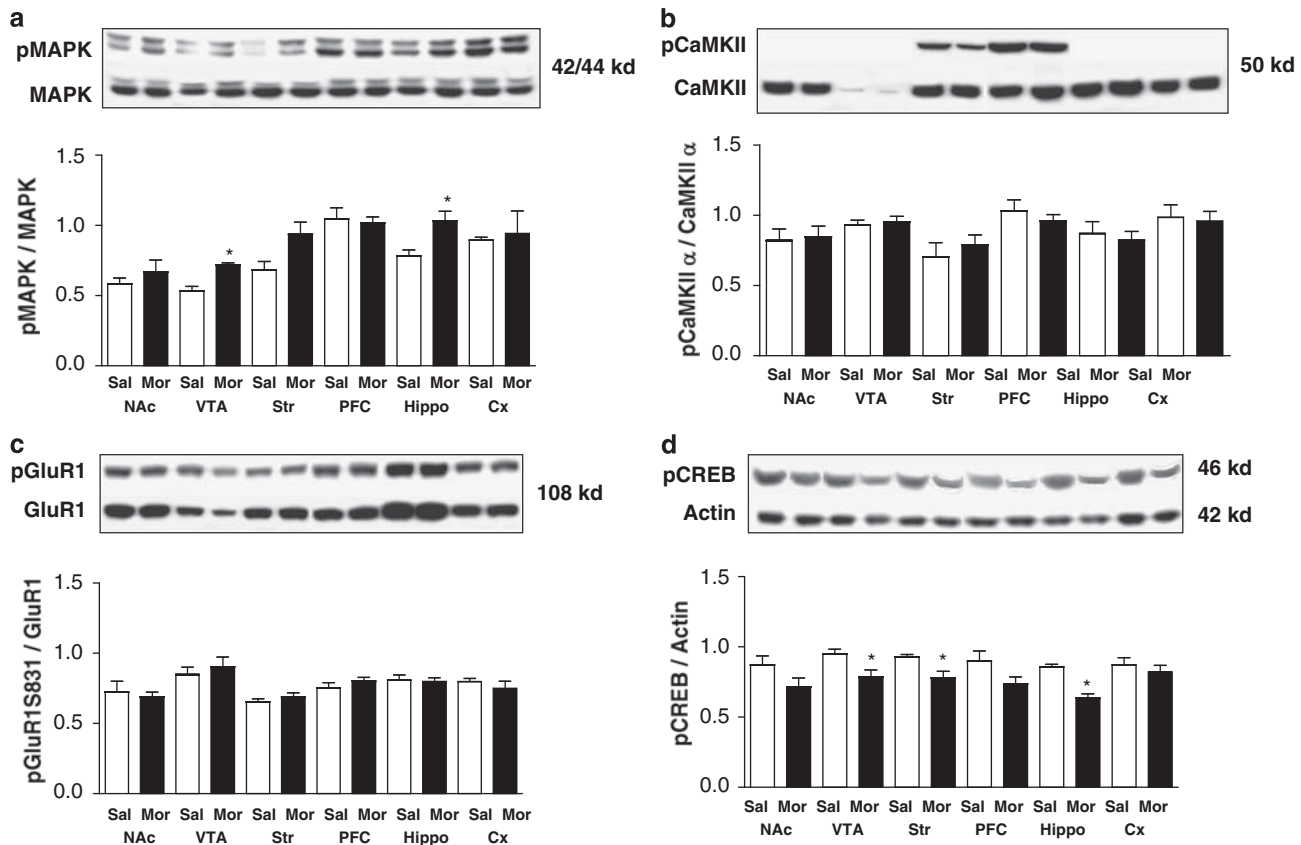 a
pMAPK
MAPK
42/44 kd
pMAPK / MAPK
1.5
1.0
0.5
0.0
*
*
Sal Mor Sal Mor Sal Mor Sal Mor Sal Mor Sal Mor
NAc VTA Str PFC Hippo Cx
b
pCaMKII
CaMKII
50 kd
pCaMKII α / CaMKII α
1.5
1.0
0.5
0.0
Sal Mor Sal Mor Sal Mor Sal Mor Sal Mor Sal Mor
NAc VTA Str PFC Hippo Cx
c
pGluR1
GluR1
108 kd
pGluR1S831 / GluR1
1.5
1.0
0.5
0.0
Sal Mor Sal Mor Sal Mor Sal Mor Sal Mor Sal Mor
NAc VTA Str PFC Hippo Cx
d
pCREB
Actin
46 kd
42 kd
pCREB / Actin
1.5
1.0
0.5
0.0
* *
*
Sal Mor Sal Mor Sal Mor Sal Mor Sal Mor Sal Mor
NAc VTA Str PFC Hippo Cx